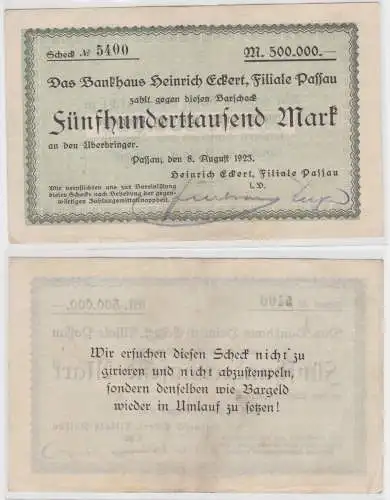 Scheck № 5400 M. 500.000.—
Das Bankhaus Heinrich Eckert, Filiale Passau
zahlt gegen diesen Barscheck
Fünfhunderttausend Mark
an den Überbringer.
Passau, den 8. August 1923.
Heinrich Eckert, Filiale Passau
i. V.
Wir verpflichten uns zur Bareinlösung
dieses Schecks nach Behebung der gegen-
wärtigen Zahlungsmittelknappheit.
Wir ersuchen diesen Scheck nicht zu
girieren und nicht abzustempeln,
sondern denselben wie Bargeld
wieder in Umlauf zu setzen!